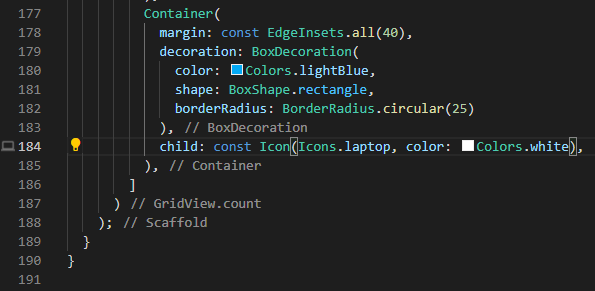 177 Container(
178 margin: const EdgeInsets.all(40),
179 decoration: BoxDecoration(
180 color: Colors.lightBlue,
181 shape: BoxShape.rectangle,
182 borderRadius: BorderRadius.circular(25)
183 ), // BoxDecoration
184 child: const Icon(Icons.laptop, color: Colors.white),
185 ), // Container
186 ]
187 ) // GridView.count
188 ); // Scaffold
189 }
190 }
191